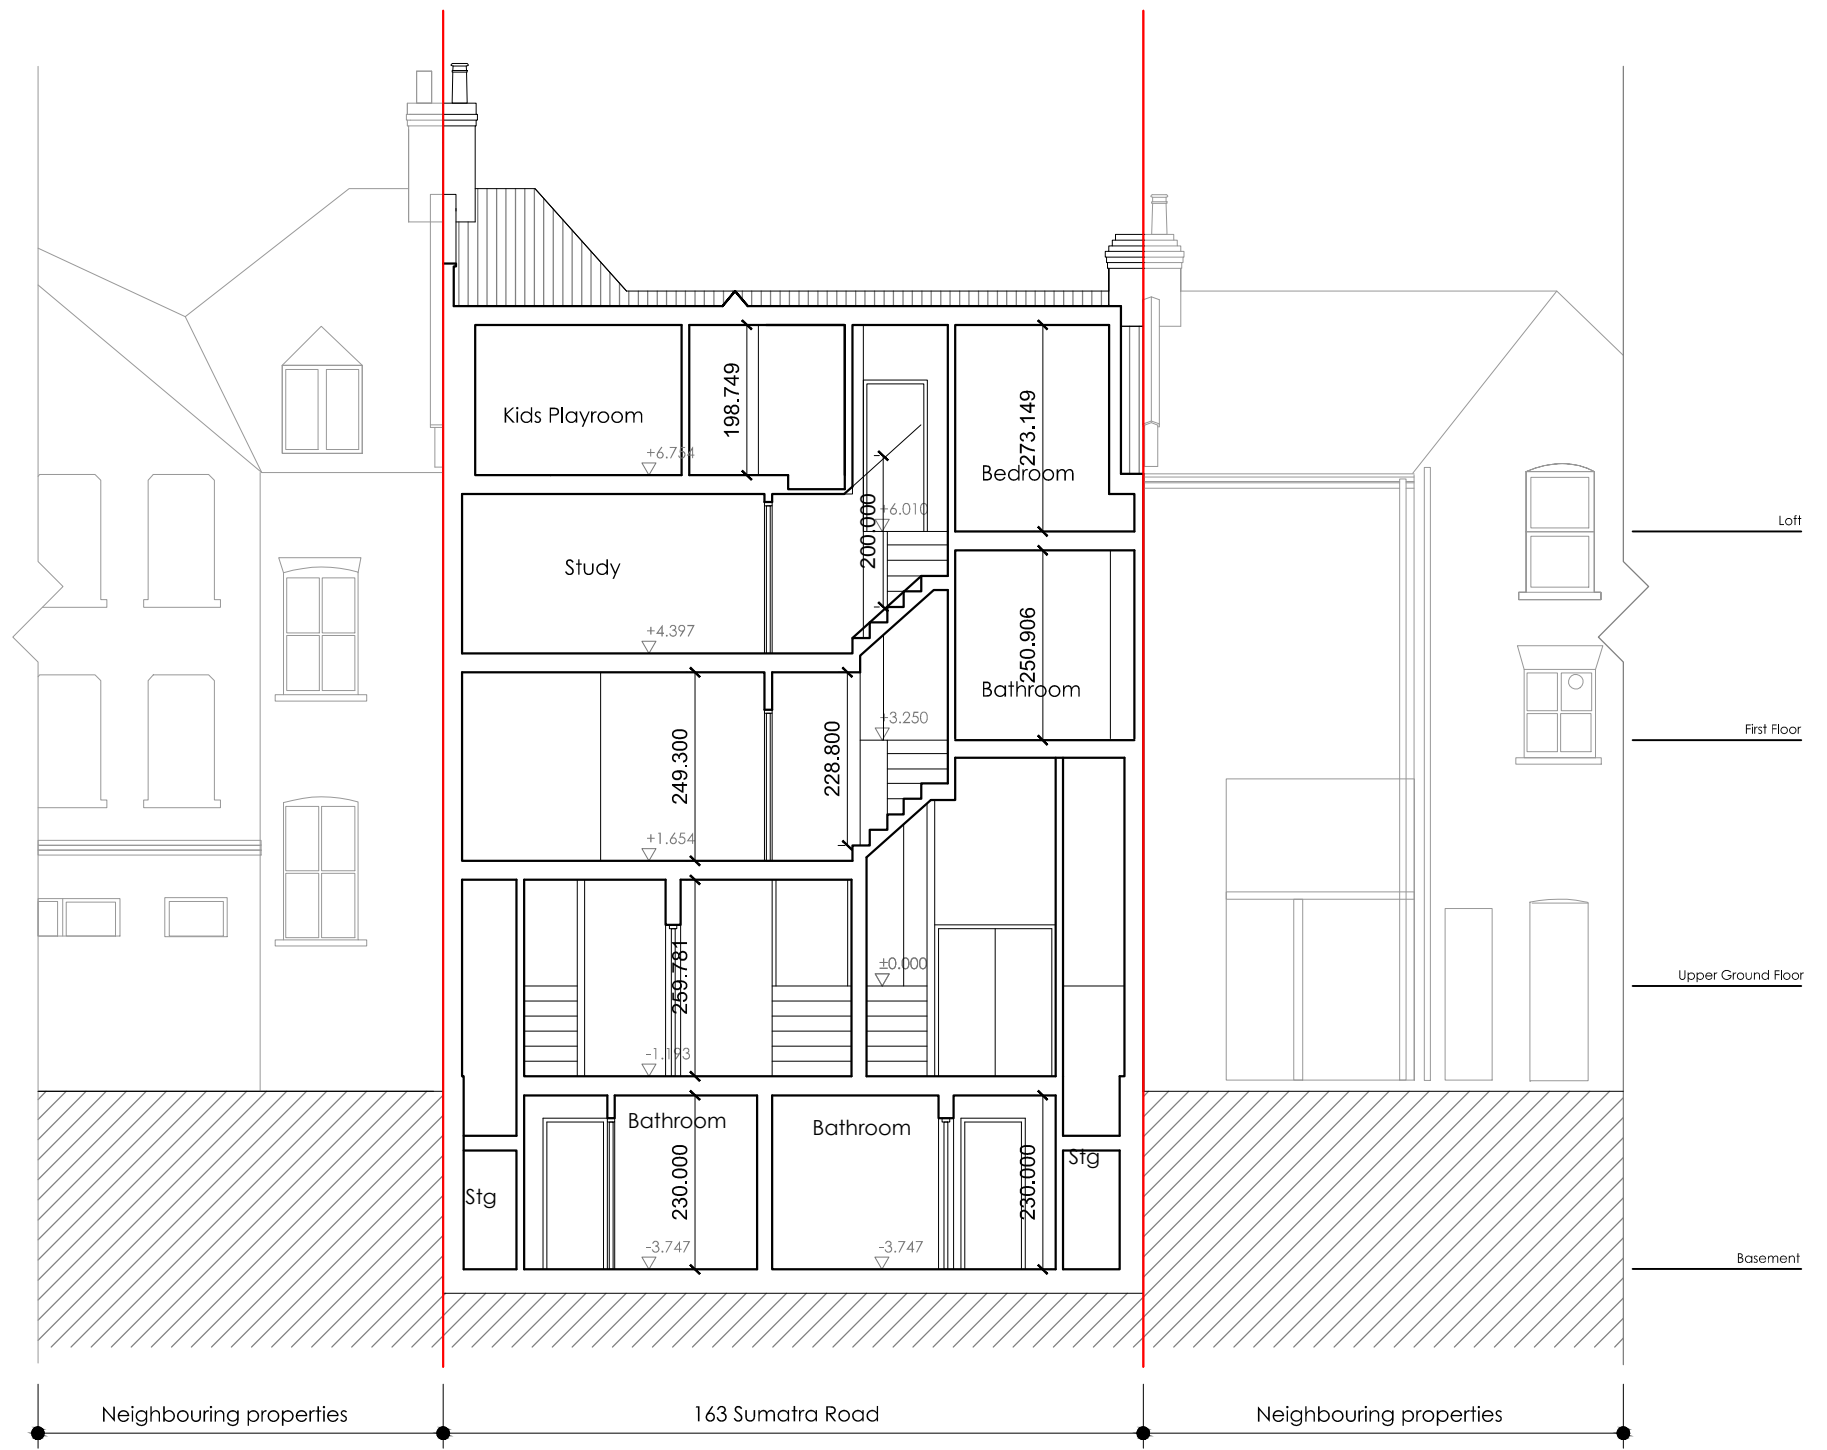 198.749
273.149
Kids Playroom
+6.754
Bedroom
200.000
+6.010
Loft
Study
+4.397
250.906
Bathroom
+3.250
First Floor
249.300
228.800
+1.654
259.781
±0.000
Upper Ground Floor
-1.193
Bathroom
Bathroom
230.000
230.000
Stg
Stg
-3.747
-3.747
Basement
Neighbouring properties
163 Sumatra Road
Neighbouring properties